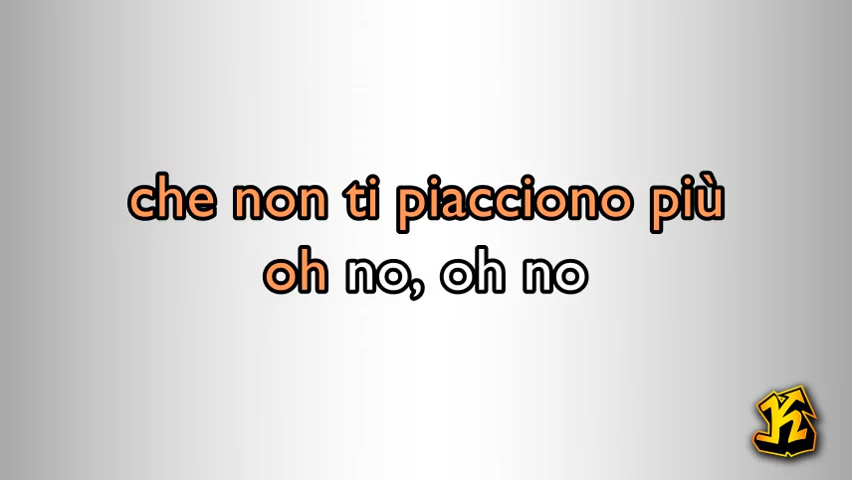 che non ti piacciono più
oh no, oh no
K